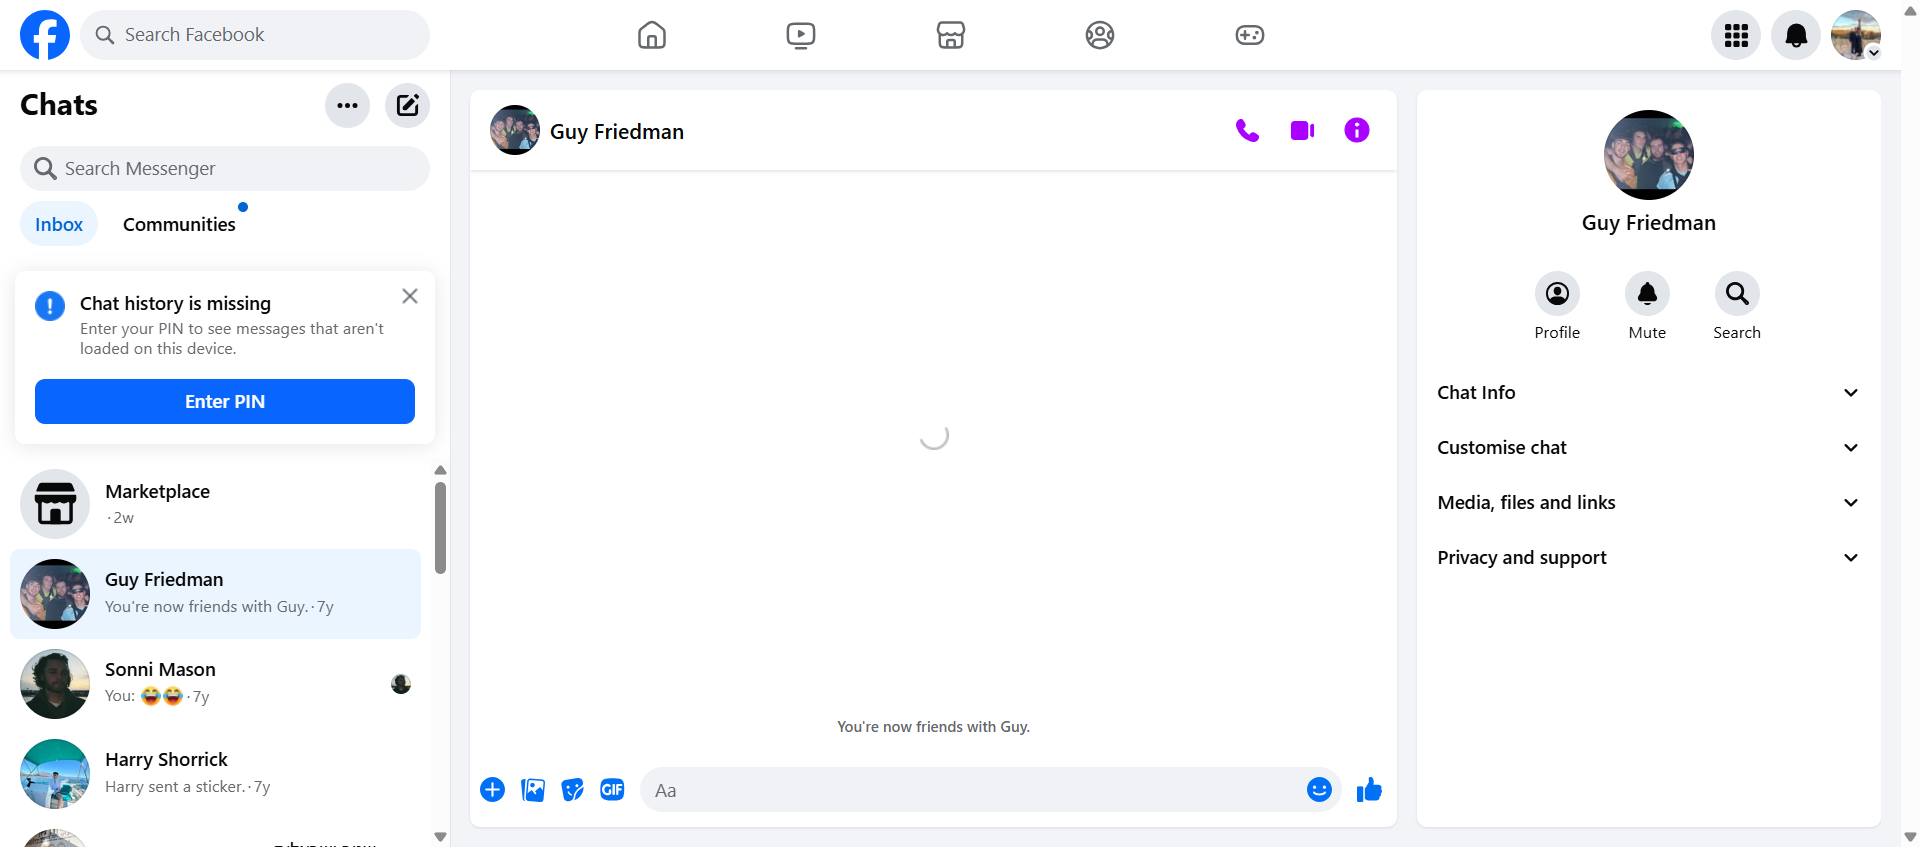 Search Facebook
Chats
Search Messenger
Inbox
Communities
Chat history is missing
Enter your PIN to see messages that aren't
loaded on this device.
Enter PIN
Marketplace
· 2w
Guy Friedman
You're now friends with Guy. · 7y
Sonni Mason
You: 😂😂 · 7y
Harry Shorrick
Harry sent a sticker. · 7y
Guy Friedman
You're now friends with Guy.
GIF
Aa
Guy Friedman
Profile
Mute
Search
Chat Info
Customise chat
Media, files and links
Privacy and support